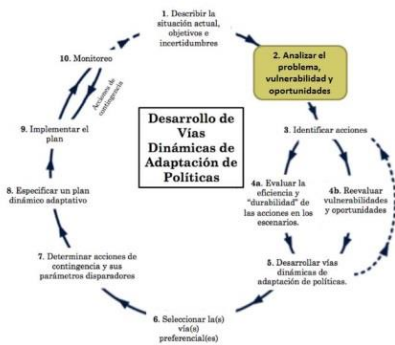 1. Describir la
situación actual,
objetivos e
incertidumbres
2. Analizar el
problema,
vulnerabilidad y
oportunidades
3. Identificar acciones
4a. Evaluar la
eficiencia y
"durabilidad" de
las acciones en los
escenarios.
4b. Reevaluar
vulnerabilidades
y oportunidades
5. Desarrollar vías
dinámicas de
adaptación de políticas.
6. Seleccionar la(s)
vía(s)
preferencial(es)
7. Determinar acciones de
contingencia y sus
parámetros disparadores
8. Especificar un plan
dinámico adaptativo
9. Implementar el
plan
10. Monitoreo
Acciones de
contingencia
Desarrollo de
Vías
Dinámicas de
Adaptación de
Políticas